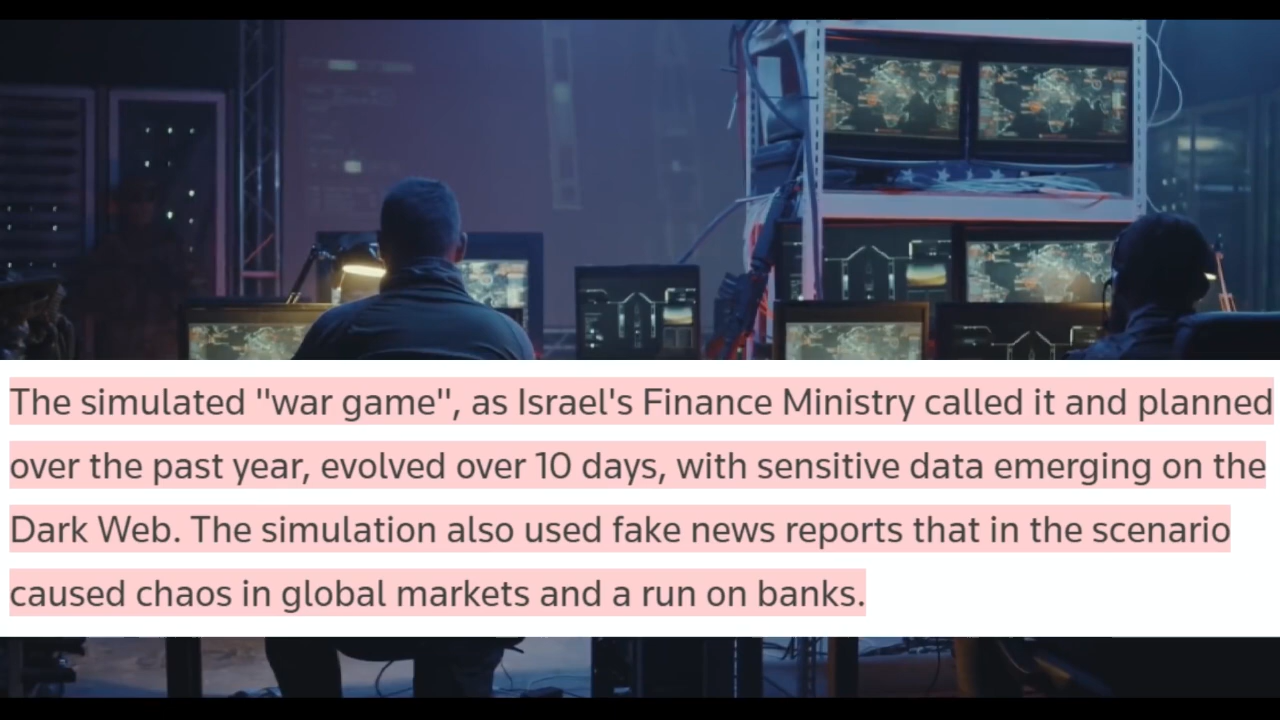 The simulated "war game", as Israel's Finance Ministry called it and planned
over the past year, evolved over 10 days, with sensitive data emerging on the
Dark Web. The simulation also used fake news reports that in the scenario
caused chaos in global markets and a run on banks.